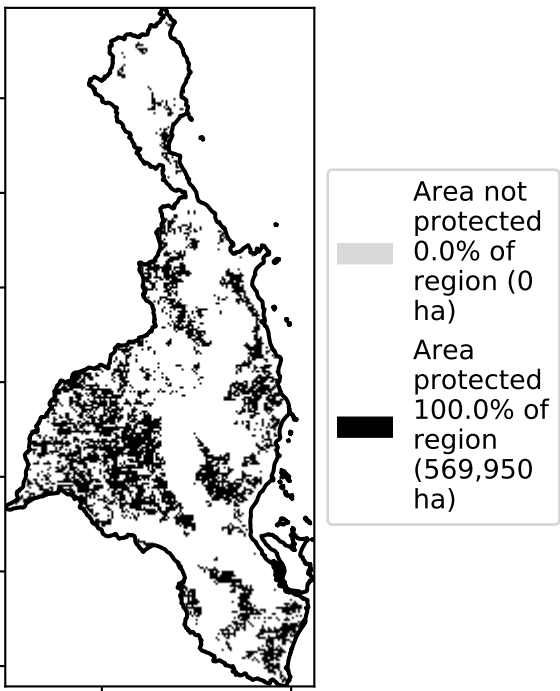 Area not
protected
0.0% of
region (0
ha)
Area
protected
100.0% of
region
(569,950
ha)